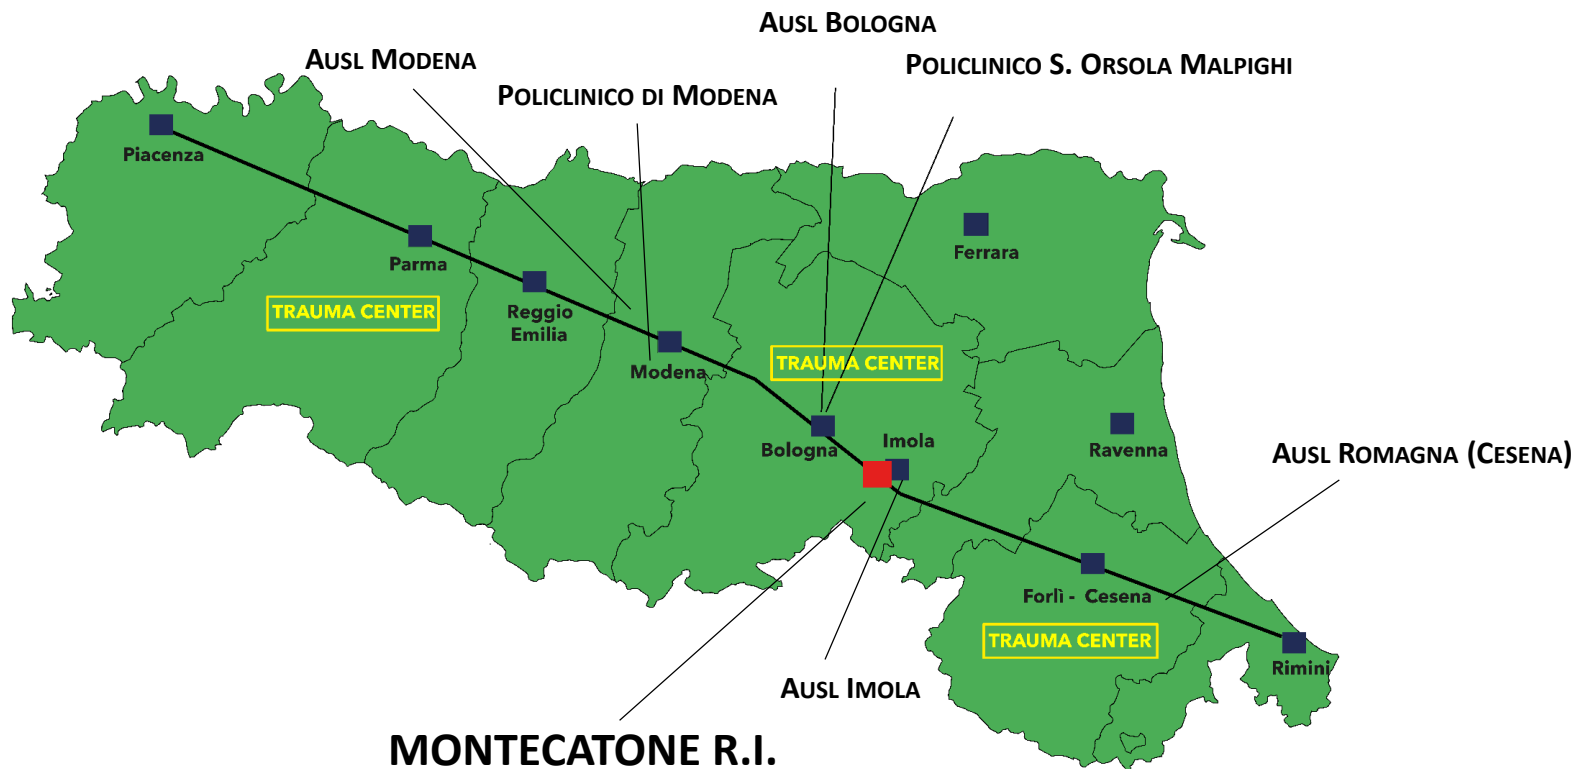 AUSL BOLOGNA
AUSL MODENA
POLICLINICO S. ORSOLA MALPIGHI
POLICLINICO DI MODENA
Piacenza
Parma
Ferrara
TRAUMA CENTER
Reggio
Emilia
Modena
TRAUMA CENTER
Bologna
Imola
Ravenna
AUSL ROMAGNA (CESENA)
Forlì - Cesena
TRAUMA CENTER
Rimini
AUSL IMOLA
MONTECATONE R.I.